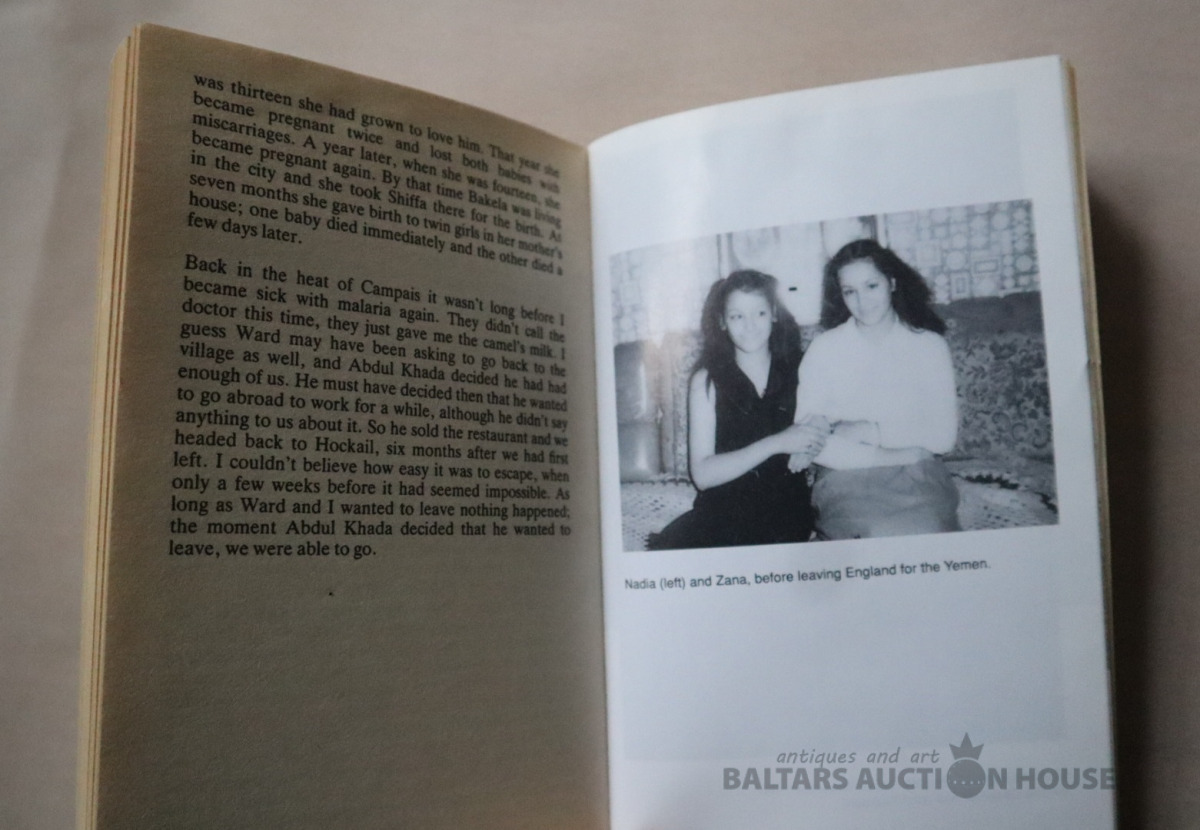 was thirteen she had grown to love him. That year she
became pregnant twice and lost both babies with
miscarriages. A year later, when she was fourteen, she
became pregnant again. By that time Bakela was living
in the city and she took Shiffa there for the birth. At
seven months she gave birth to twin girls in her mother's
house; one baby died immediately and the other died a
few days later.
Back in the heat of Campais it wasn't long before I
became sick with malaria again. They didn't call the
doctor this time, they just gave me the camel's milk. I
guess Ward may have been asking to go back to the
village as well, and Abdul Khada decided he had had
enough of us. He must have decided then that he wanted
to go abroad to work for a while, although he didn't say
anything to us about it. So he sold the restaurant and we
headed back to Hockail, six months after we had first
left. I couldn't believe how easy it was to escape, when
only a few weeks before it had seemed impossible. As
long as Ward and I wanted to leave nothing happened;
the moment Abdul Khada decided that he wanted to
leave, we were able to go.
Nadia (left) and Zana, before leaving England for the Yemen.
antiques and art
BALTARS AUCTION HOUSE